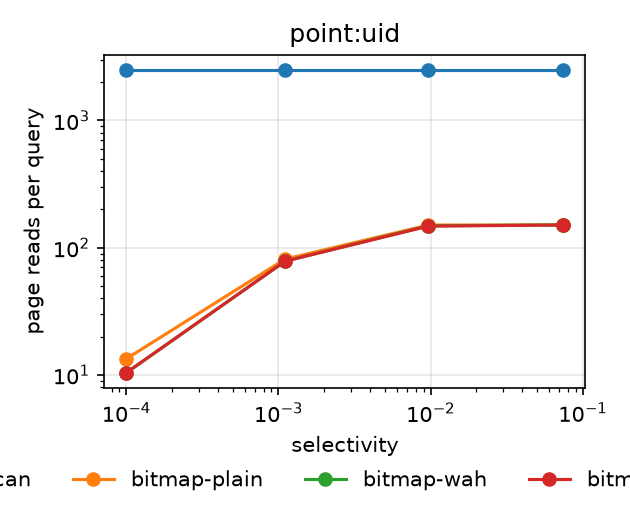 point:uid
page reads per query
10³
10²
10¹
10⁻⁴ 10⁻³ 10⁻² 10⁻¹
selectivity
can bitmap-plain bitmap-wah bitm